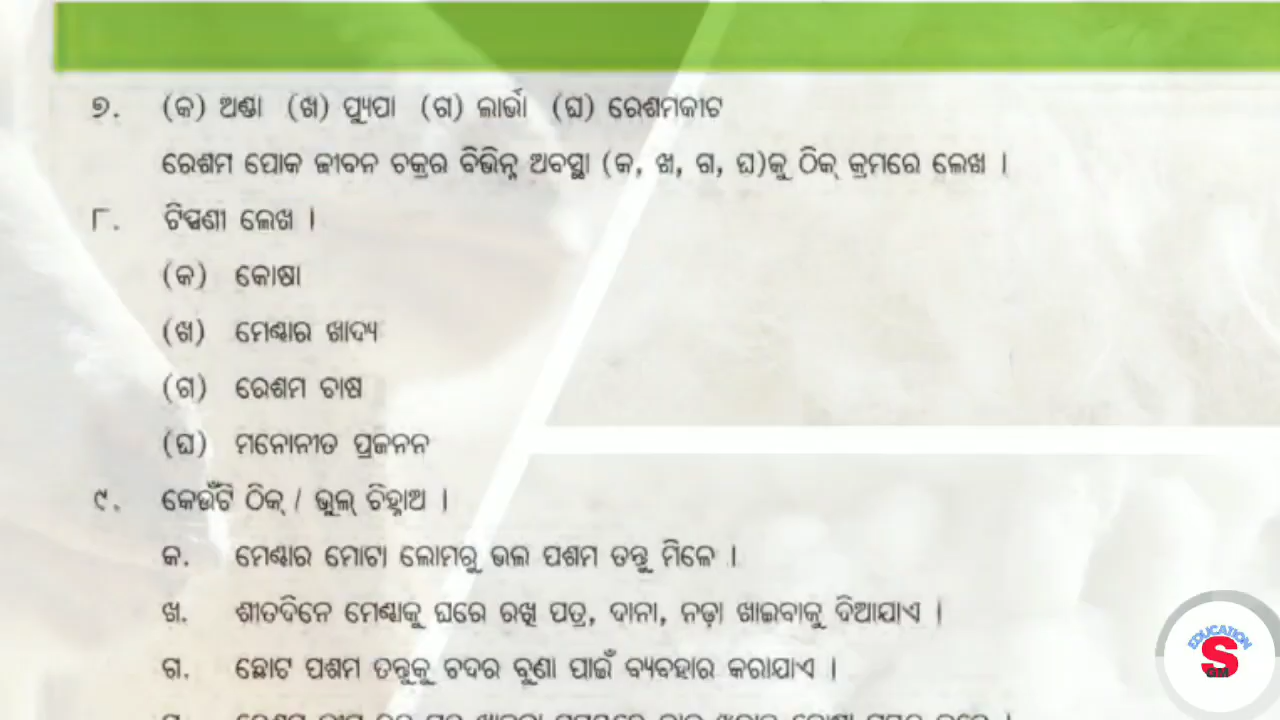 ୭. (କ) ଅଣ୍ଡା (ଖ) ପ୍ୟୁପା (ଗ) ଲାର୍ଭା (ଘ) ରେଶମକୀଟ
ରେଶମ ପୋକ ଜୀବନ ଚକ୍ରର ବିଭିନ୍ନ ଅବସ୍ଥା (କ, ଖ, ଗ, ଘ)କୁ ଠିକ୍ କ୍ରମରେ ଲେଖ ।
୮. ଟିପ୍ପଣୀ ଲେଖ ।
(କ) କୋଷା
(ଖ) ମେଣ୍ଢାର ଖାଦ୍ୟ
(ଗ) ରେଶମ ଚାଷ
(ଘ) ମନୋନୀତ ପ୍ରଜନନ
୯. କେଉଁଟି ଠିକ୍ / ଭୁଲ୍ ଚିହ୍ନାଅ ।
କ. ମେଣ୍ଢାର ମୋଟା ଲୋମରୁ ଭଲ ପଶମ ତନ୍ତୁ ମିଳେ ।
ଖ. ଶୀତଦିନେ ମେଣ୍ଢାକୁ ଘରେ ରଖି ପତ୍ର, ଦାନା, ନଡ଼ା ଖାଇବାକୁ ଦିଆଯାଏ ।
ଗ. ଛୋଟ ପଶମ ତନ୍ତୁକୁ ଚଦର ବୁଣା ପାଇଁ ବ୍ୟବହାର କରାଯାଏ ।
EDUCATION
S
GM